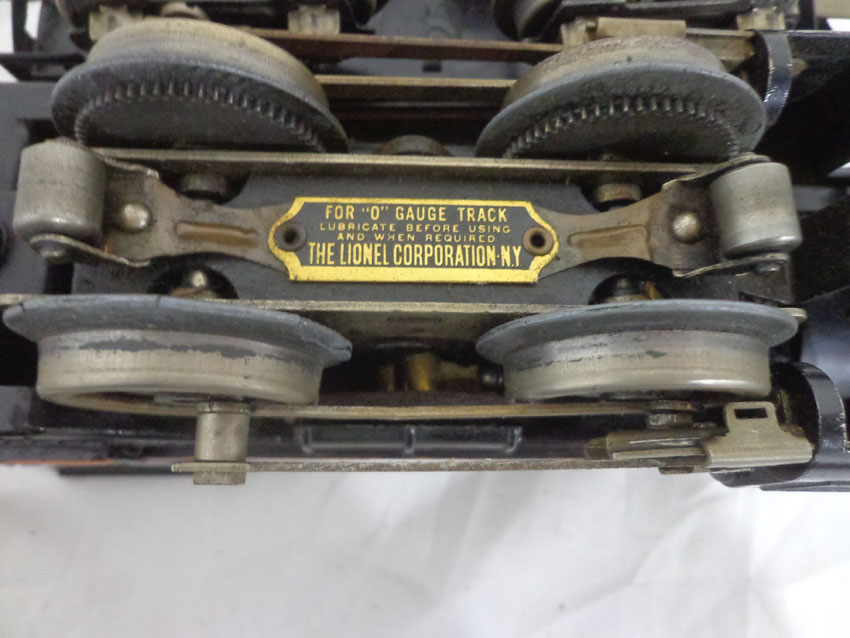 FOR "O" GAUGE TRACK
LUBRICATE BEFORE USING
AND WHEN REQUIRED
THE LIONEL CORPORATION·N.Y.